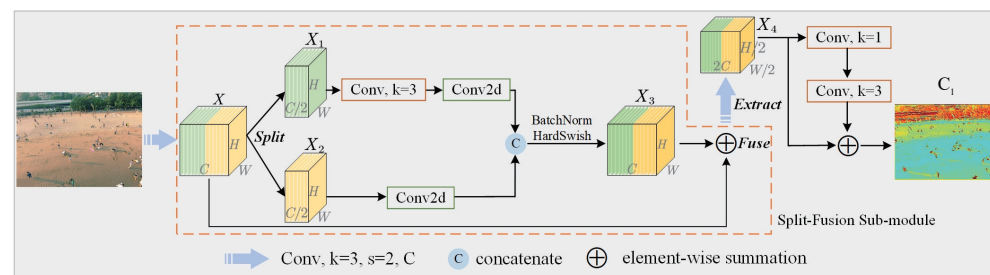 X
C
H
W
Split
X₁
C/2
H
W
X₂
C/2
H
W
Conv, k=3
Conv2d
Conv2d
C
BatchNorm
HardSwish
X₃
C
H
W
Fuse
Extract
X₄
2C
H/2
W/2
Conv, k=1
Conv, k=3
C₁
Split-Fusion Sub-module
Conv, k=3, s=2, C
C concatenate
element-wise summation